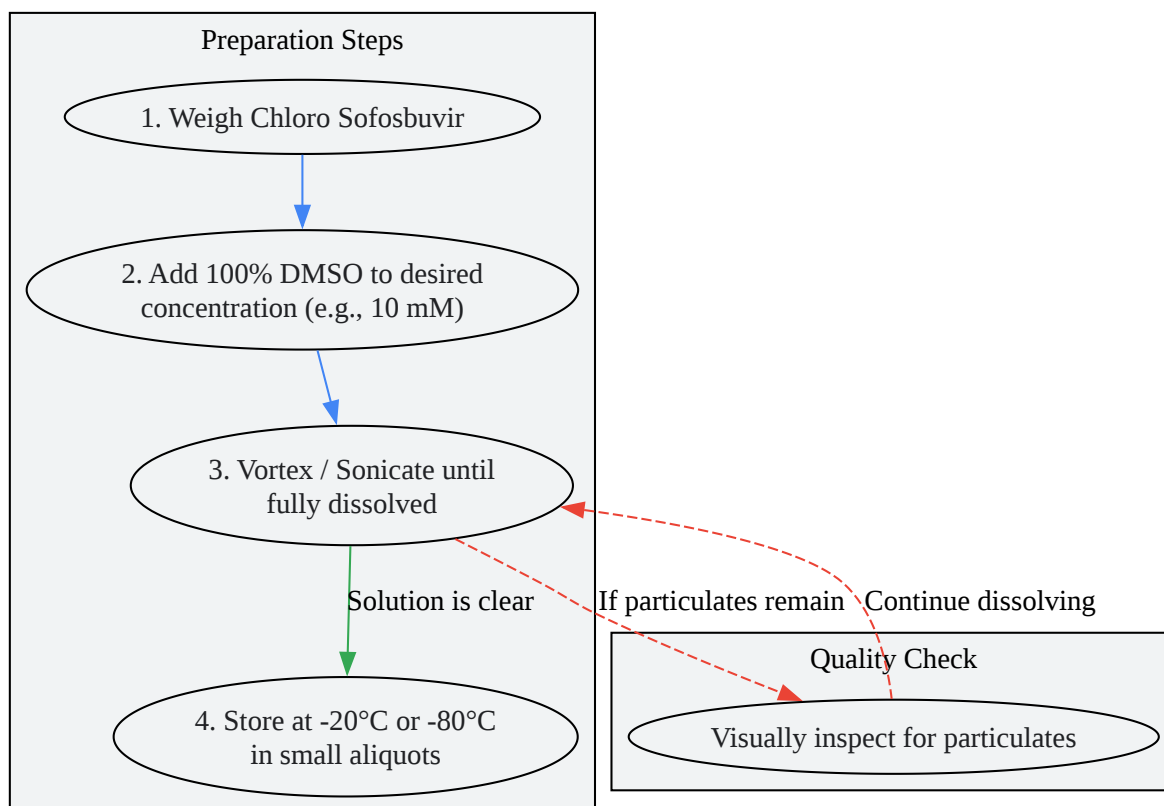 Preparation Steps
1. Weigh Chloro Sofosbuvir
2. Add 100% DMSO to desired
concentration (e.g., 10 mM)
3. Vortex / Sonicate until
fully dissolved
Solution is clear
If particulates remain
Continue dissolving
Quality Check
4. Store at -20°C or -80°C
in small aliquots
Visually inspect for particulates